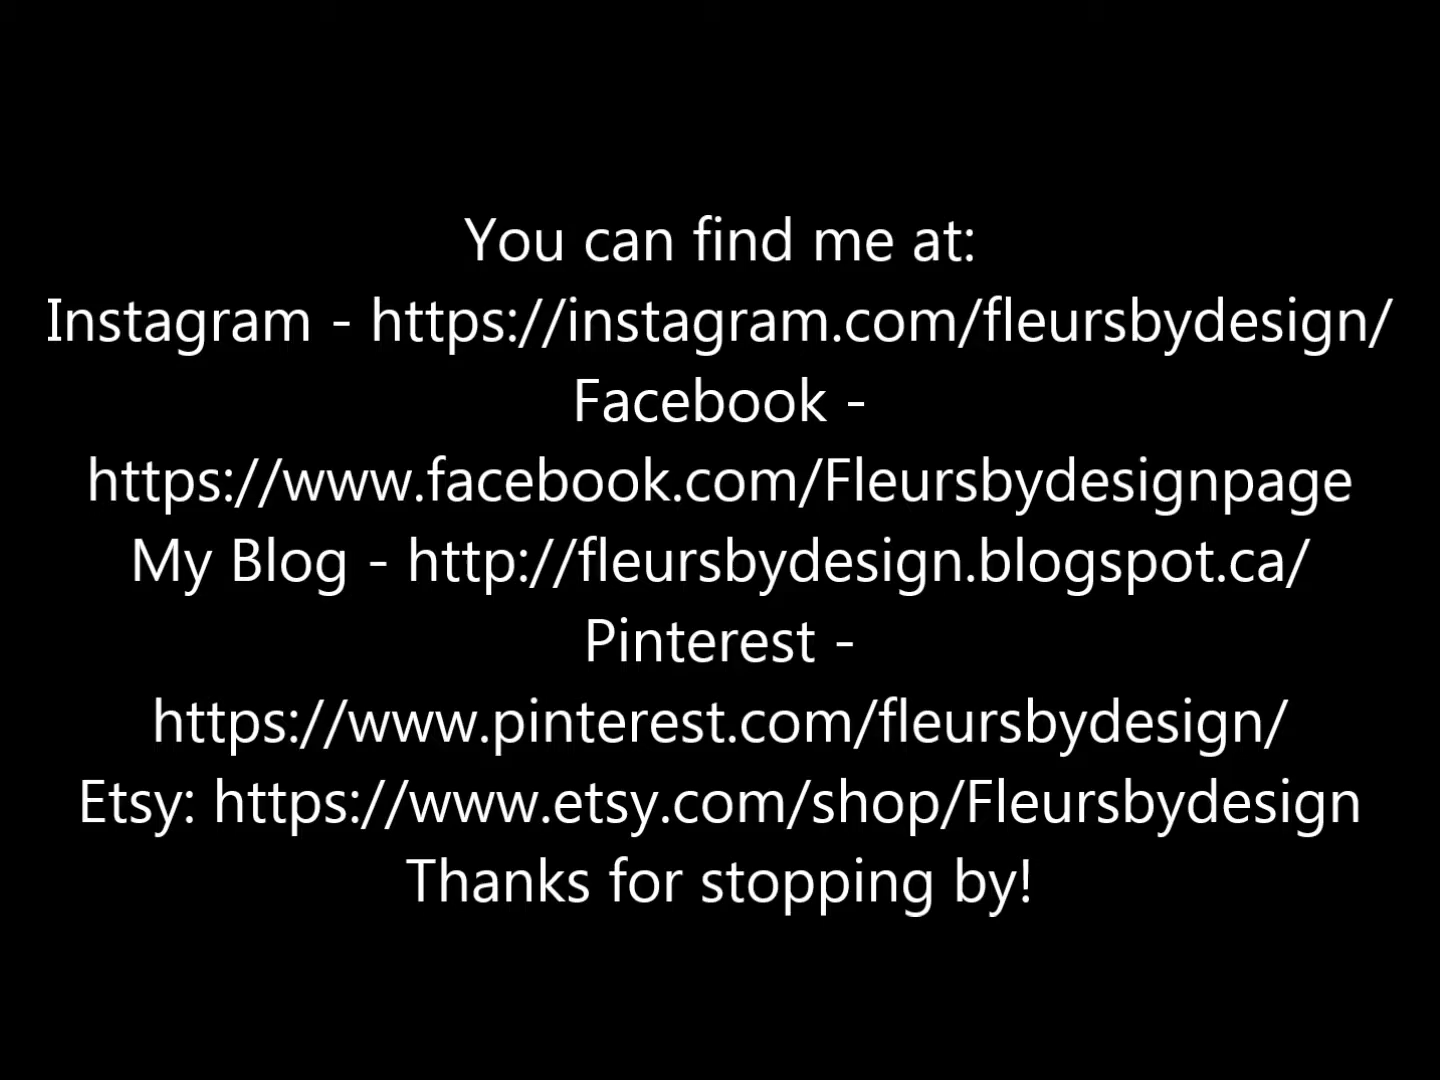 You can find me at:
Instagram - https://instagram.com/fleursbydesign/
Facebook -
https://www.facebook.com/Fleursbydesignpage
My Blog - http://fleursbydesign.blogspot.ca/
Pinterest -
https://www.pinterest.com/fleursbydesign/
Etsy: https://www.etsy.com/shop/Fleursbydesign
Thanks for stopping by!